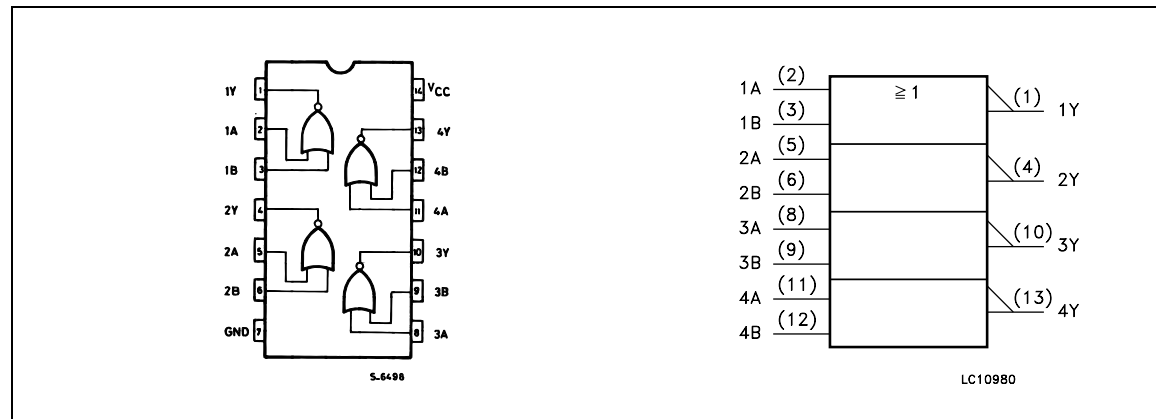 1Y 1 14 VCC
1A 2 13 4Y
1B 3 12 4B
2Y 4 11 4A
2A 5 10 3Y
2B 6 9 3B
GND 7 8 3A
S-6498
1A (2)
1B (3)
2A (5)
2B (6)
3A (8)
3B (9)
4A (11)
4B (12)
≧ 1
(1) 1Y
(4) 2Y
(10) 3Y
(13) 4Y
LC10980